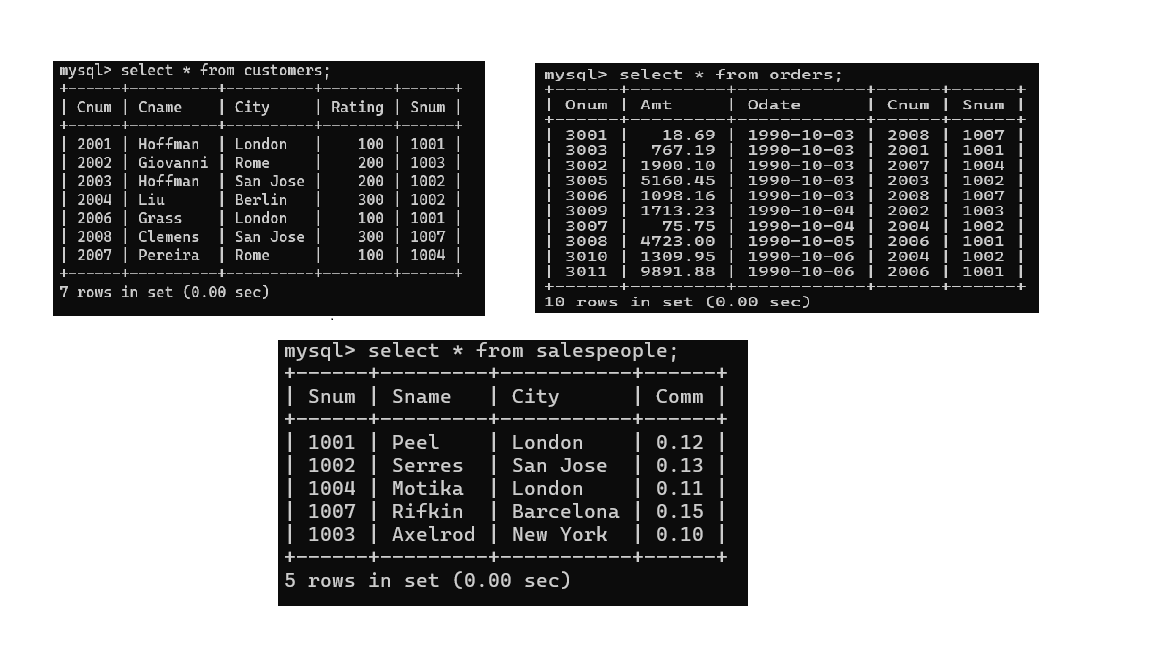 mysql> select * from customers;
+------+----------+----------+--------+------+
| Cnum | Cname    | City     | Rating | Snum |
+------+----------+----------+--------+------+
| 2001 | Hoffman  | London   |    100 | 1001 |
| 2002 | Giovanni | Rome     |    200 | 1003 |
| 2003 | Hoffman  | San Jose |    200 | 1002 |
| 2004 | Liu      | Berlin   |    300 | 1002 |
| 2006 | Grass    | London   |    100 | 1001 |
| 2008 | Clemens  | San Jose |    300 | 1007 |
| 2007 | Pereira  | Rome     |    100 | 1004 |
+------+----------+----------+--------+------+
7 rows in set (0.00 sec)
mysql> select * from orders;
+------+---------+------------+------+------+
| Onum | Amt     | Odate      | Cnum | Snum |
+------+---------+------------+------+------+
| 3001 |   18.69 | 1990-10-03 | 2008 | 1007 |
| 3003 |  767.19 | 1990-10-03 | 2001 | 1001 |
| 3002 | 1900.10 | 1990-10-03 | 2007 | 1004 |
| 3005 | 5160.45 | 1990-10-03 | 2003 | 1002 |
| 3006 | 1098.16 | 1990-10-03 | 2008 | 1007 |
| 3009 | 1713.23 | 1990-10-04 | 2002 | 1003 |
| 3007 |   75.75 | 1990-10-04 | 2004 | 1002 |
| 3008 | 4723.00 | 1990-10-05 | 2006 | 1001 |
| 3010 | 1309.95 | 1990-10-06 | 2004 | 1002 |
| 3011 | 9891.88 | 1990-10-06 | 2006 | 1001 |
+------+---------+------------+------+------+
10 rows in set (0.00 sec)
mysql> select * from salespeople;
+------+---------+-----------+------+
| Snum | Sname   | City      | Comm |
+------+---------+-----------+------+
| 1001 | Peel    | London    | 0.12 |
| 1002 | Serres  | San Jose  | 0.13 |
| 1004 | Motika  | London    | 0.11 |
| 1007 | Rifkin  | Barcelona | 0.15 |
| 1003 | Axelrod | New York  | 0.10 |
+------+---------+-----------+------+
5 rows in set (0.00 sec)